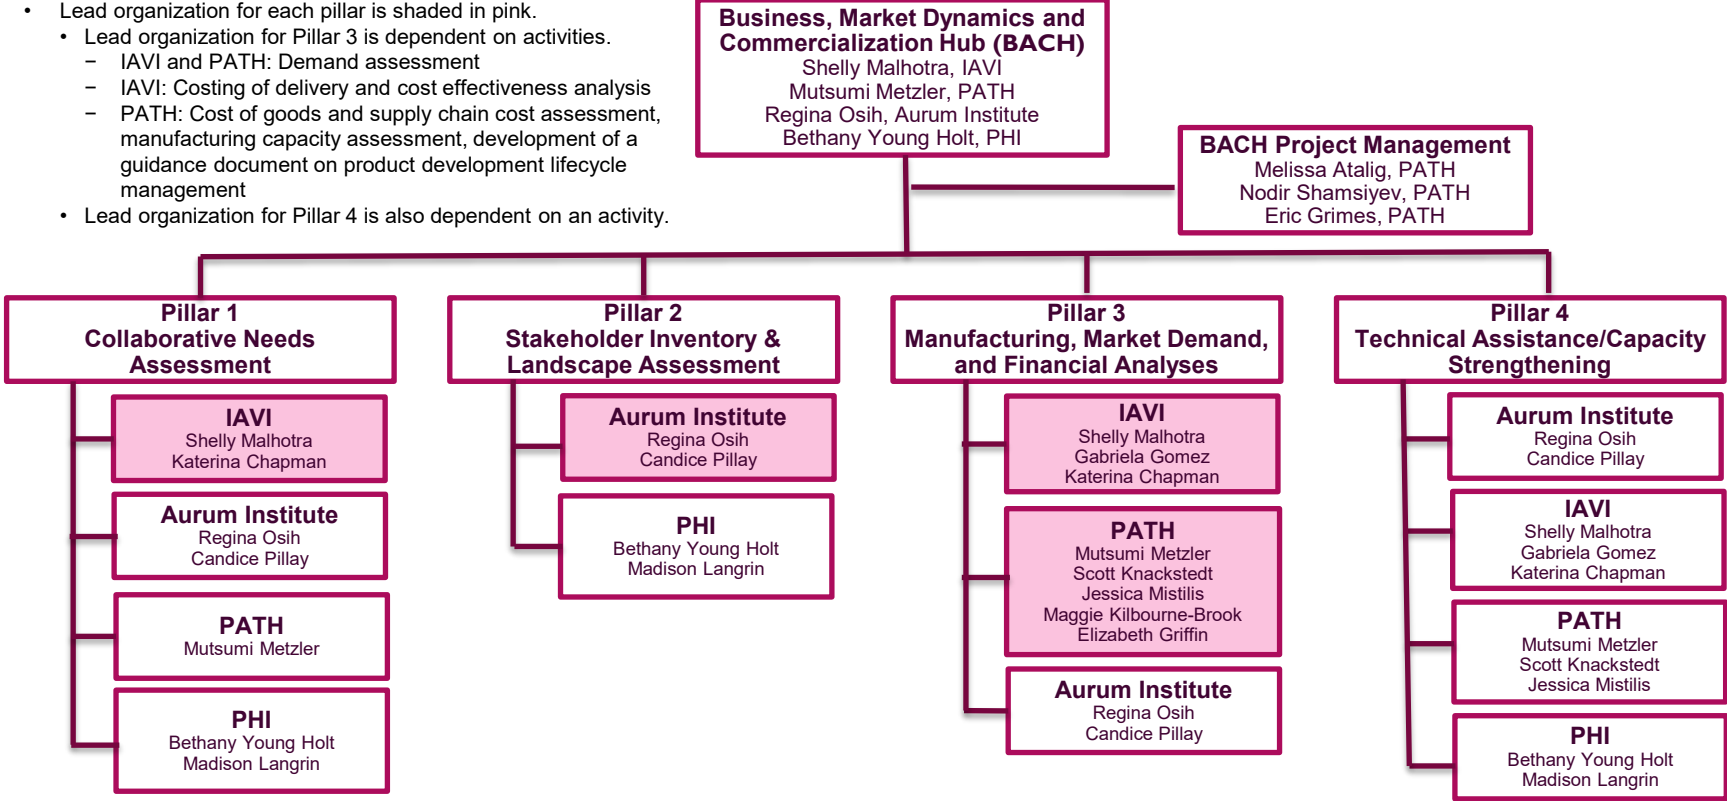 • Lead organization for each pillar is shaded in pink.
• Lead organization for Pillar 3 is dependent on activities.
− IAVI and PATH: Demand assessment
− IAVI: Costing of delivery and cost effectiveness analysis
− PATH: Cost of goods and supply chain cost assessment,
manufacturing capacity assessment, development of a
guidance document on product development lifecycle
management
• Lead organization for Pillar 4 is also dependent on an activity.
Business, Market Dynamics and
Commercialization Hub (BACH)
Shelly Malhotra, IAVI
Mutsumi Metzler, PATH
Regina Osih, Aurum Institute
Bethany Young Holt, PHI
BACH Project Management
Melissa Atalig, PATH
Nodir Shamsiyev, PATH
Eric Grimes, PATH
Pillar 1
Collaborative Needs
Assessment
IAVI
Shelly Malhotra
Katerina Chapman
Aurum Institute
Regina Osih
Candice Pillay
PATH
Mutsumi Metzler
PHI
Bethany Young Holt
Madison Langrin
Pillar 2
Stakeholder Inventory &
Landscape Assessment
Aurum Institute
Regina Osih
Candice Pillay
PHI
Bethany Young Holt
Madison Langrin
Pillar 3
Manufacturing, Market Demand,
and Financial Analyses
IAVI
Shelly Malhotra
Gabriela Gomez
Katerina Chapman
PATH
Mutsumi Metzler
Scott Knackstedt
Jessica Mistilis
Maggie Kilbourne-Brook
Elizabeth Griffin
Aurum Institute
Regina Osih
Candice Pillay
Pillar 4
Technical Assistance/Capacity
Strengthening
Aurum Institute
Regina Osih
Candice Pillay
IAVI
Shelly Malhotra
Gabriela Gomez
Katerina Chapman
PATH
Mutsumi Metzler
Scott Knackstedt
Jessica Mistilis
PHI
Bethany Young Holt
Madison Langrin